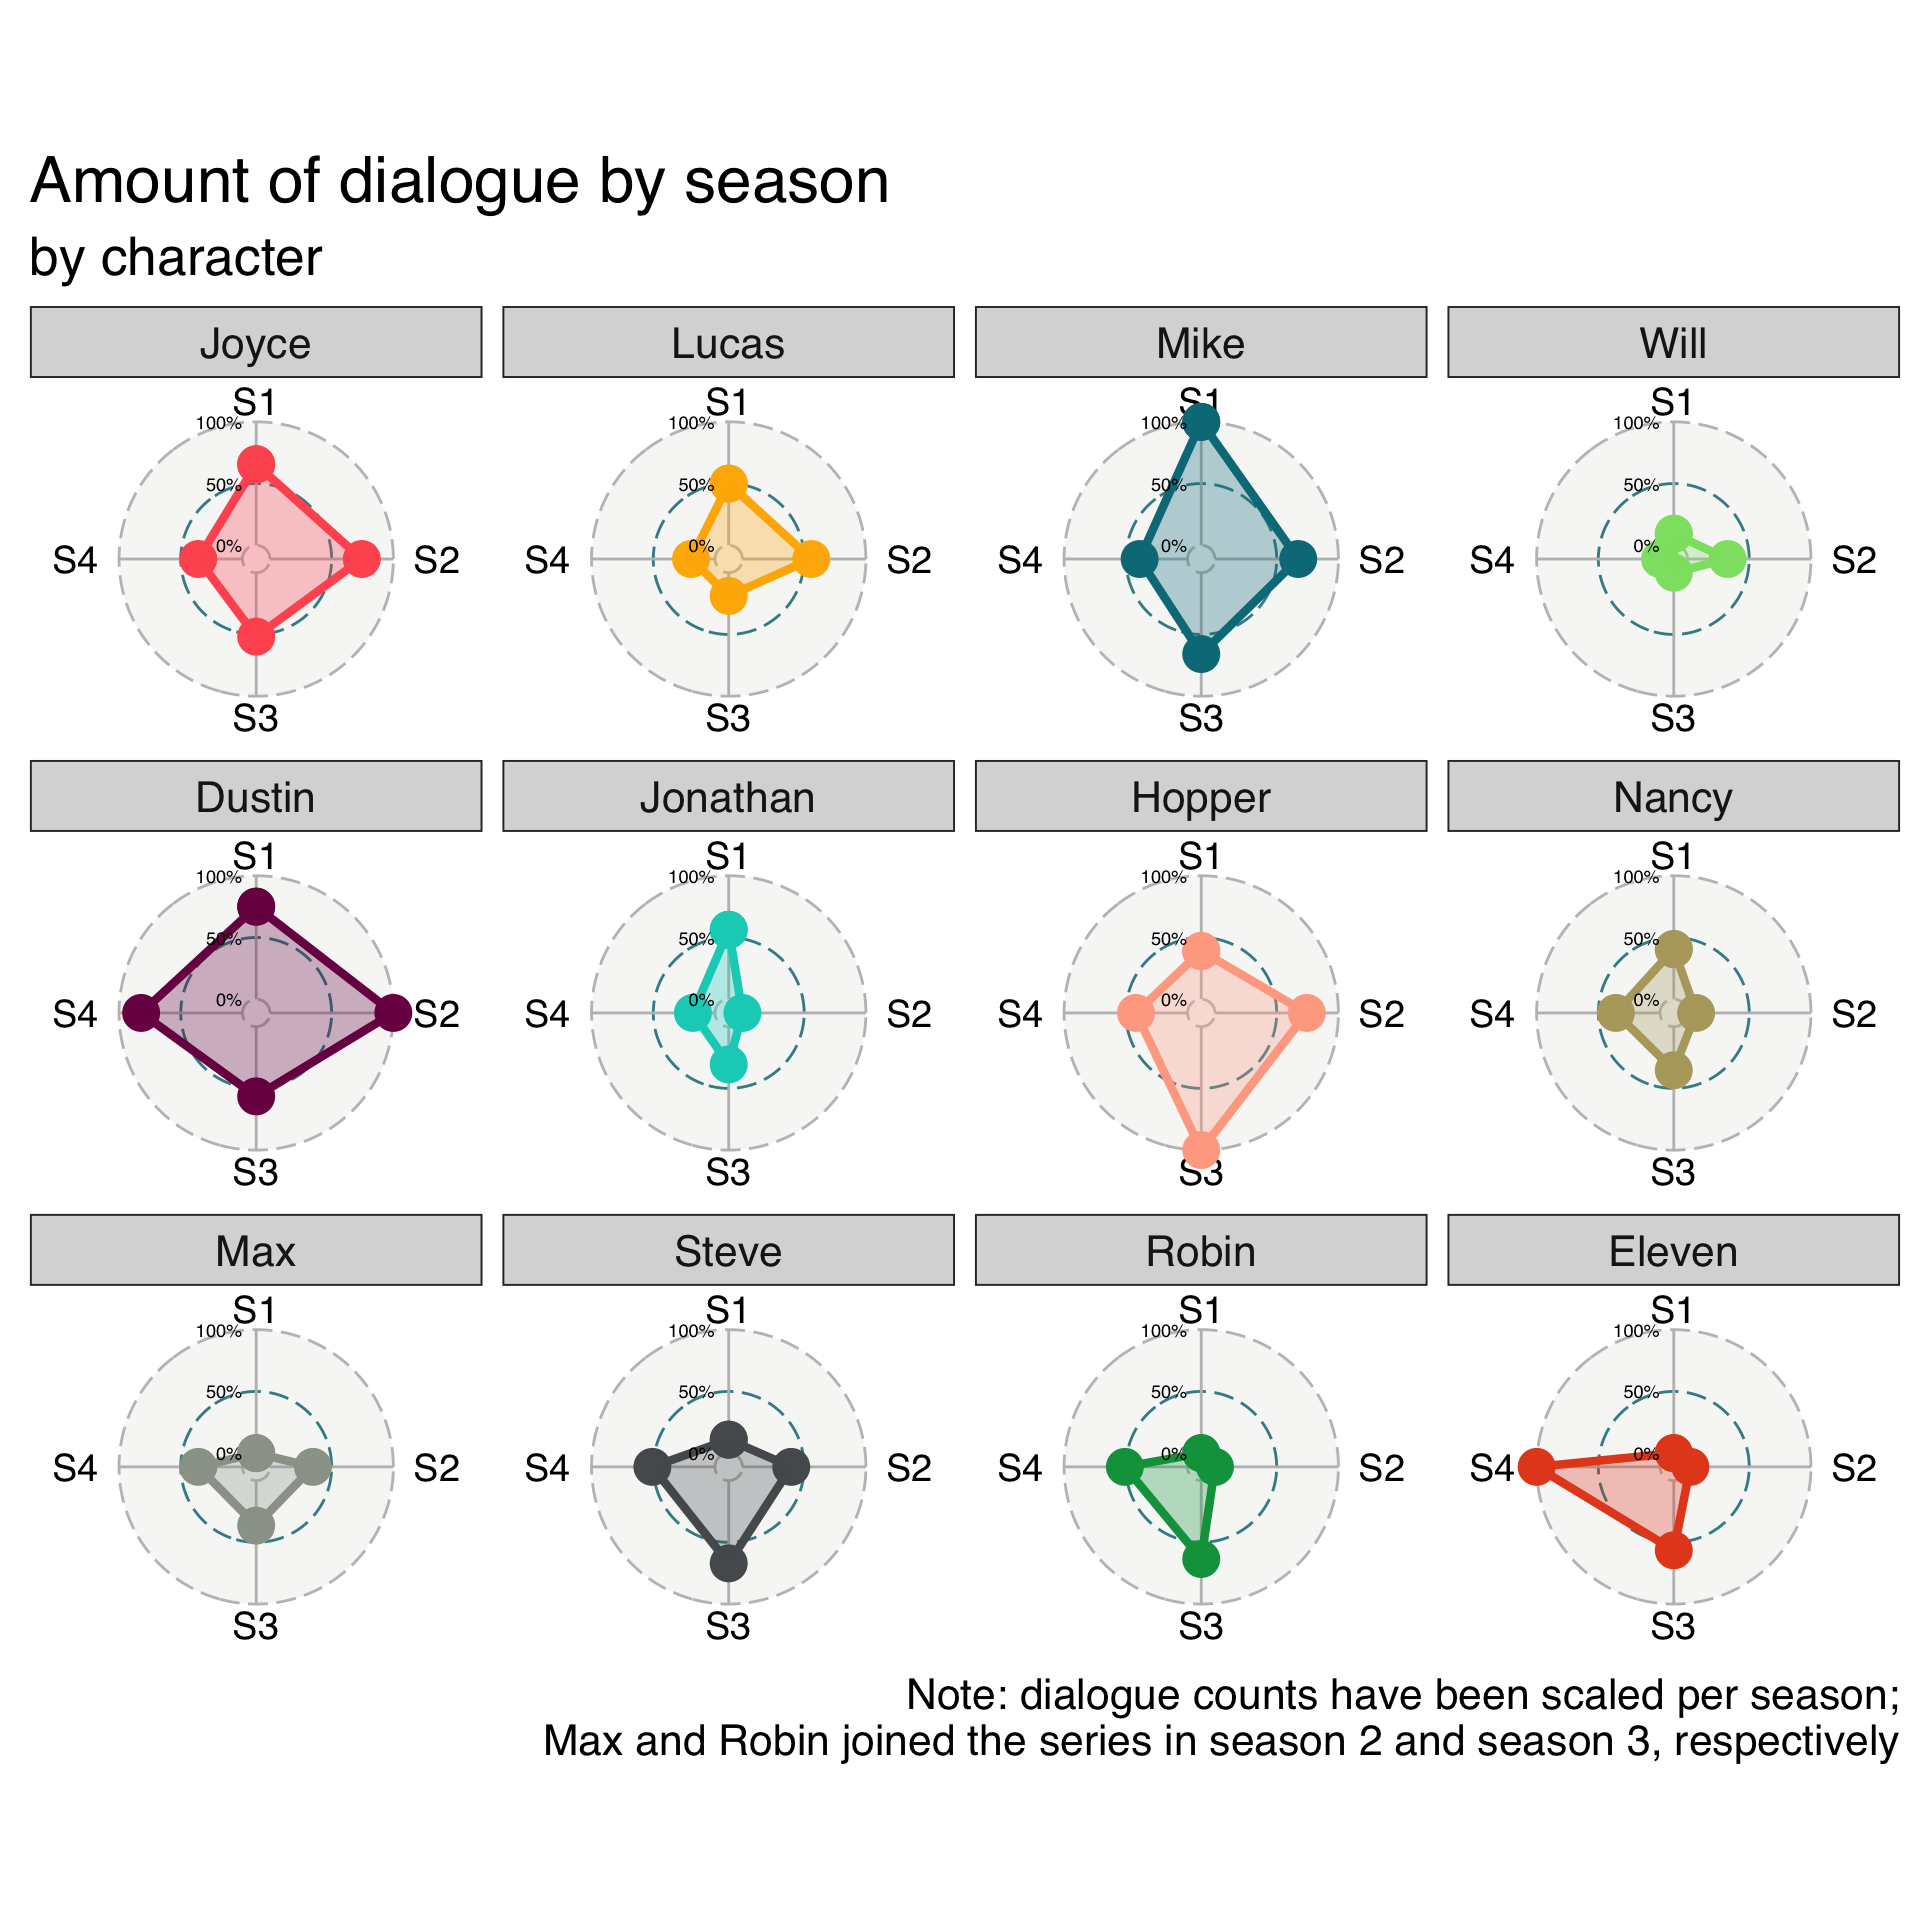 Amount of dialogue by season
by character
Joyce Lucas Mike Will
S1 S1 S1 S1
100% 100% 100% 100%
50% 50% 50% 50%
0% 0% 0% 0%
S4 S2 S4 S2 S4 S2 S4 S2
S3 S3 S3 S3
Dustin Jonathan Hopper Nancy
S1 S1 S1 S1
100% 100% 100% 100%
50% 50% 50% 50%
0% 0% 0% 0%
S4 S2 S4 S2 S4 S2 S4 S2
S3 S3 S3 S3
Max Steve Robin Eleven
S1 S1 S1 S1
100% 100% 100% 100%
50% 50% 50% 50%
0% 0% 0% 0%
S4 S2 S4 S2 S4 S2 S4 S2
S3 S3 S3 S3
Note: dialogue counts have been scaled per season;
Max and Robin joined the series in season 2 and season 3, respectively